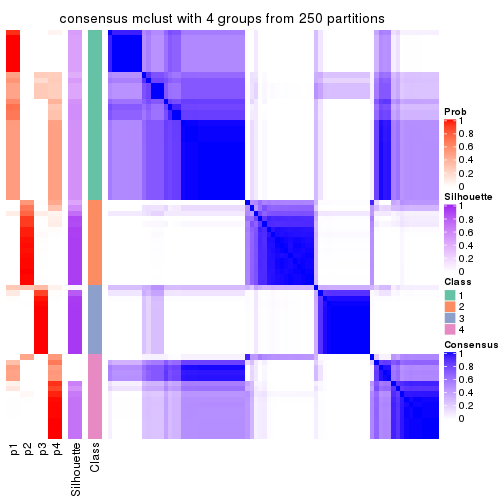 consensus mclust with 4 groups from 250 partitions
Prob
1
0.8
0.6
0.4
0.2
0
Silhouette
1
0.8
0.6
0.4
0.2
0
Class
1
2
3
4
Consensus
1
0.8
0.6
0.4
0.2
0
p1
p2
p3
p4
Silhouette
Class